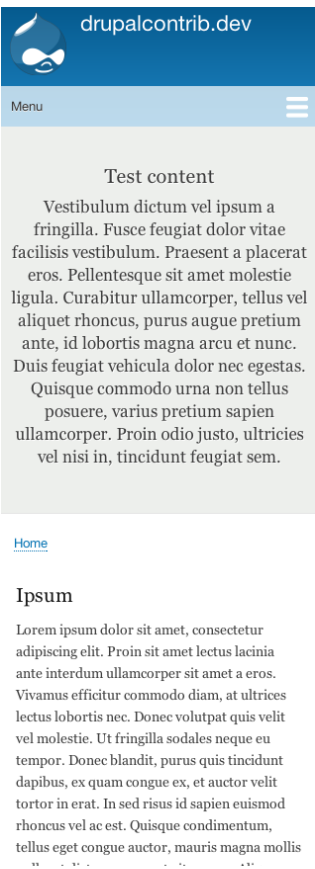 drupalcontrib.dev
Menu
Test content
Vestibulum dictum vel ipsum a
fringilla. Fusce feugiat dolor vitae
facilisis vestibulum. Praesent a placerat
eros. Pellentesque sit amet molestie
ligula. Curabitur ullamcorper, tellus vel
aliquet rhoncus, purus augue pretium
ante, id lobortis magna arcu et nunc.
Duis feugiat vehicula dolor nec egestas.
Quisque commodo urna non tellus
posuere, varius pretium sapien
ullamcorper. Proin odio justo, ultricies
vel nisi in, tincidunt feugiat sem.
Home
Ipsum
Lorem ipsum dolor sit amet, consectetur
adipiscing elit. Proin sit amet lectus lacinia
ante interdum ullamcorper sit amet a eros.
Vivamus efficitur commodo diam, at ultrices
lectus lobortis nec. Donec volutpat quis velit
vel molestie. Ut fringilla sodales neque eu
tempor. Donec blandit, purus quis tincidunt
dapibus, ex quam congue ex, et auctor velit
tortor in erat. In sed risus id sapien euismod
rhoncus vel ac est. Quisque condimentum,
tellus eget congue auctor, mauris magna mollis